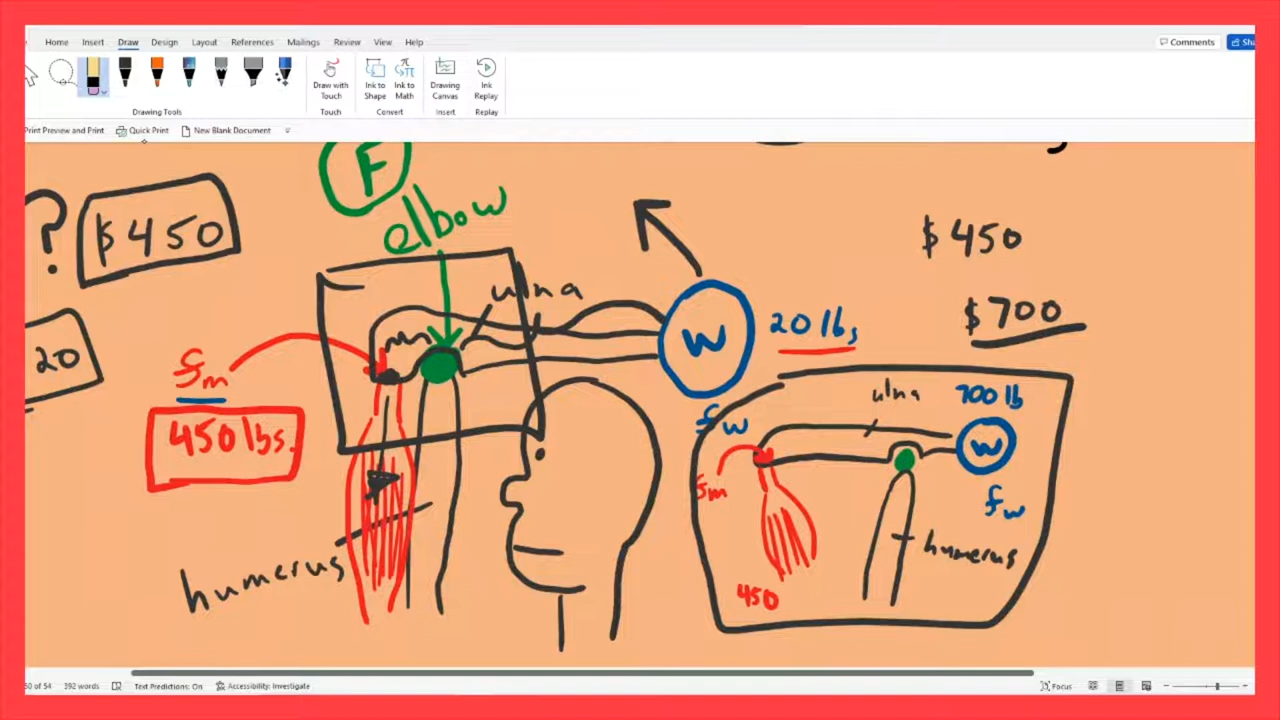 Home Insert Draw Design Layout References Mailings Review View Help
Comments
Draw with Touch
Ink to Shape
Ink to Math
Drawing Canvas
Ink Replay
Drawing Tools
Touch
Convert
Insert
Replay
Print Preview and Print
Quick Print
New Blank Document
F
elbow
? $450
ulna
$450
$700
W
20 lbs
20
fm
450 lbs.
fw
ulna
700 lb
W
fm
fw
humerus
humerus
450
50 of 54
392 words
Text Predictions: On
Accessibility: Investigate
Focus